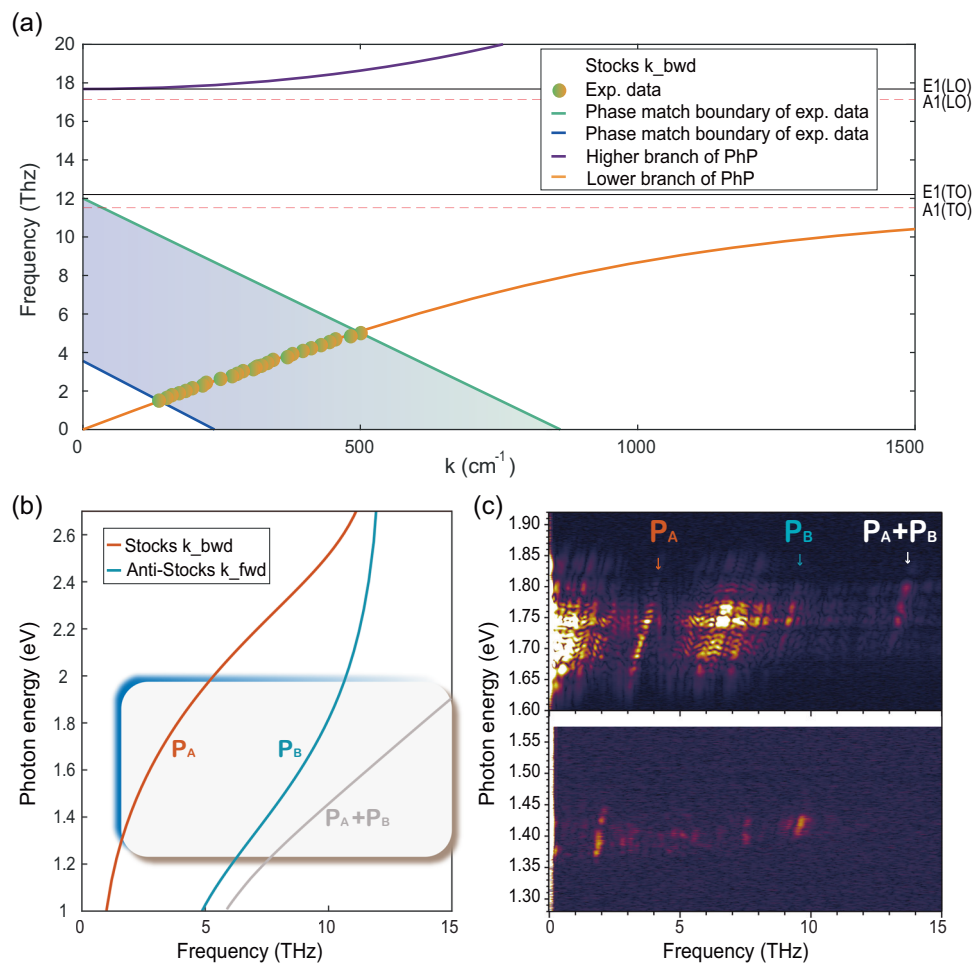 (a)
20
18
16
14
12
10
8
6
4
2
0
Frequency (Thz)
0
500
1000
1500
k (cm⁻¹)
Stocks k_bwd
Exp. data
Phase match boundary of exp. data
Phase match boundary of exp. data
Higher branch of PhP
Lower branch of PhP
E1(LO)
A1(LO)
E1(TO)
A1(TO)
(b)
Stocks k_bwd
Anti-Stocks k_fwd
2.6
2.4
2.2
2
1.8
1.6
1.4
1.2
1
Photon energy (eV)
PA
PB
PA+PB
0
5
10
15
Frequency (THz)
(c)
1.90
1.85
1.80
1.75
1.70
1.65
1.60
PA
PB
PA+PB
↓
↓
↓
1.55
1.50
1.45
1.40
1.35
1.30
Photon energy (eV)
0
5
10
15
Frequency (THz)